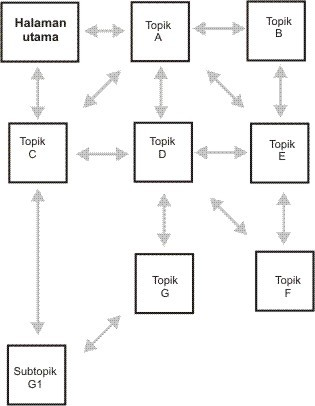 Halaman
utama
Topik
A
Topik
B
Topik
C
Topik
D
Topik
E
Topik
G
Topik
F
Subtopik
G1